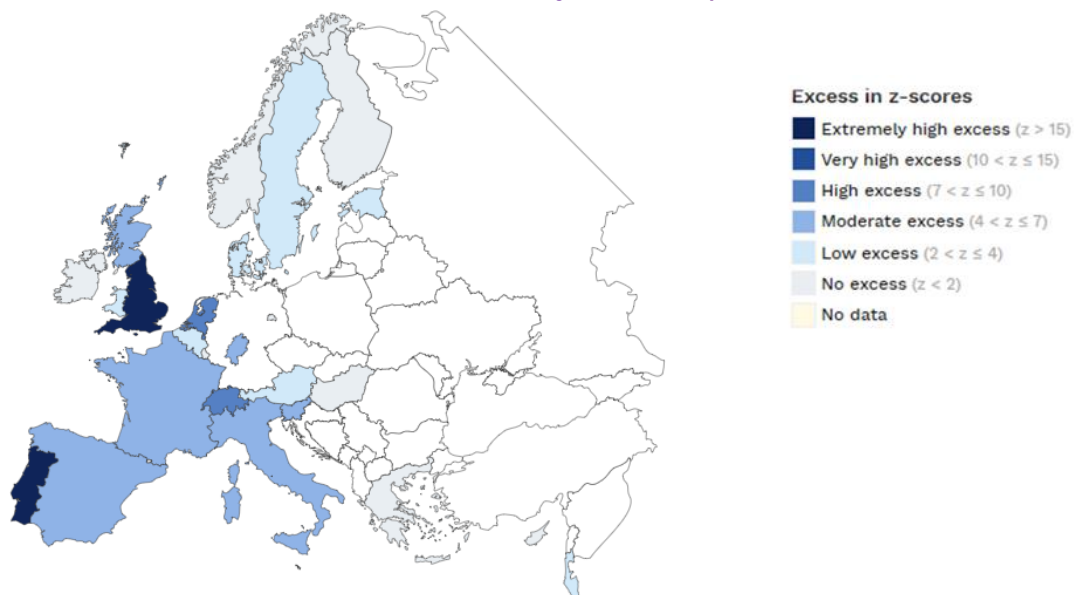 Excess in z-scores
Extremely high excess (z > 15)
Very high excess (10 < z ≤ 15)
High excess (7 < z ≤ 10)
Moderate excess (4 < z ≤ 7)
Low excess (2 < z ≤ 4)
No excess (z < 2)
No data